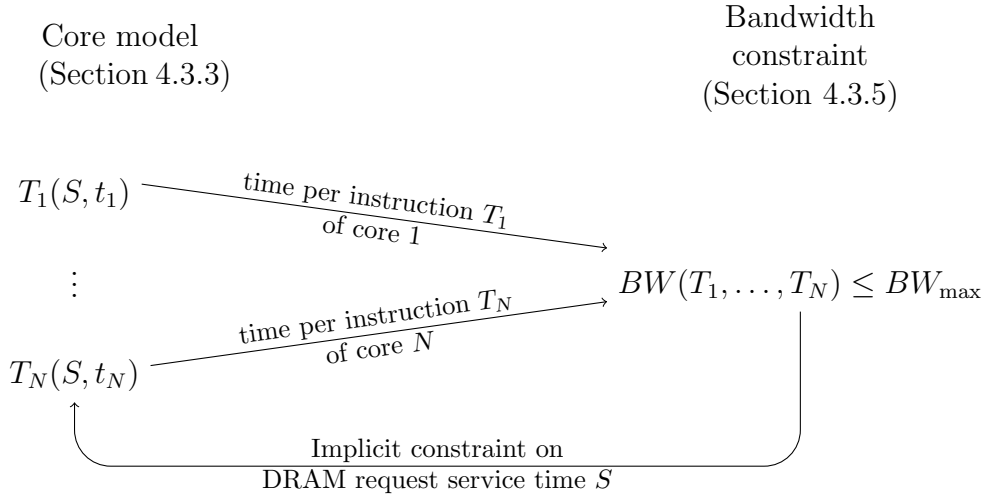 Core model
(Section 4.3.3)
Bandwidth
constraint
(Section 4.3.5)
T_1(S, t_1)
time per instruction T_1
of core 1
⋮
BW(T_1, . . . , T_N) ≤ BW_max
time per instruction T_N
of core N
T_N(S, t_N)
Implicit constraint on
DRAM request service time S